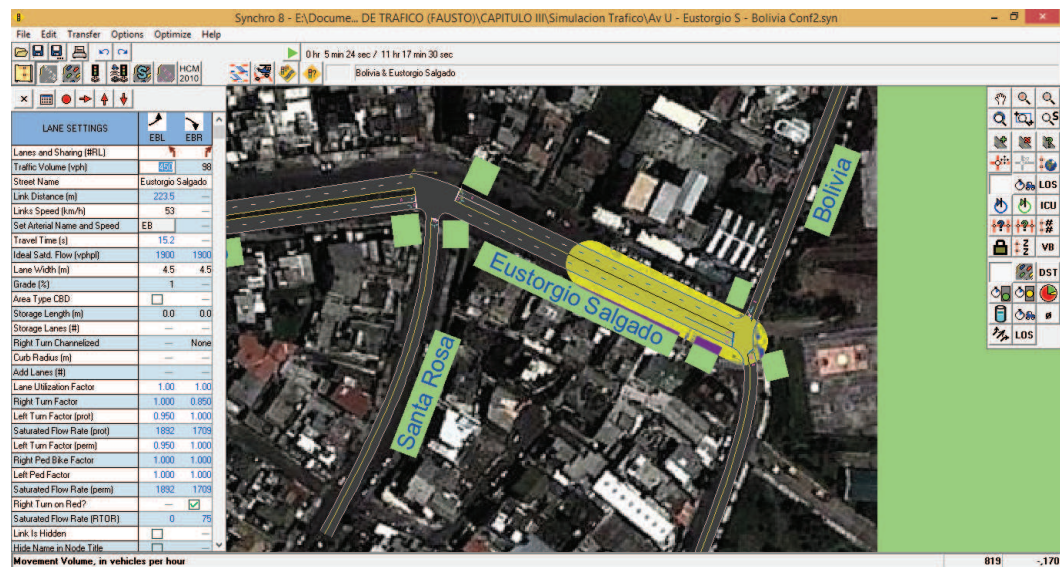 Synchro 8 - E:\Docume... DE TRAFICO (FAUSTO)\CAPITULO III\Simulacion Trafico\Av U - Eustorgio S - Bolivia Conf2.syn
File Edit Transfer Options Optimize Help
0 hr 5 min 24 sec / 11 hr 17 min 30 sec
HCM 2010
Bolivia & Eustorgio Salgado
LANE SETTINGS EBL EBR
Lanes and Sharing (#RL)
Traffic Volume (vph) 98
Street Name Eustorgio Salgado
Link Distance (m) 223.5 —
Links Speed (km/h) 53 —
Set Arterial Name and Speed EB —
Travel Time (s) 15.2 —
Ideal Satd. Flow (vphpl) 1900 1900
Lane Width (m) 4.5 4.5
Grade (%) 1 —
Area Type CBD —
Storage Length (m) 0.0 0.0
Storage Lanes (#) — —
Right Turn Channelized — None
Curb Radius (m) — —
Add Lanes (#) — —
Lane Utilization Factor 1.00 1.00
Right Turn Factor 1.000 0.850
Left Turn Factor (prot) 0.950 1.000
Saturated Flow Rate (prot) 1892 1709
Left Turn Factor (perm) 0.950 1.000
Right Ped Bike Factor 1.000 1.000
Left Ped Factor 1.000 1.000
Saturated Flow Rate (perm) 1892 1709
Right Turn on Red? —
Saturated Flow Rate (RTOR) 0 75
Link Is Hidden —
Hide Name in Node Title —
Bolivia
Eustorgio Salgado
Santa Rosa
LOS
ICU
VB
DST
LOS
Movement Volume, in vehicles per hour
819 -,170